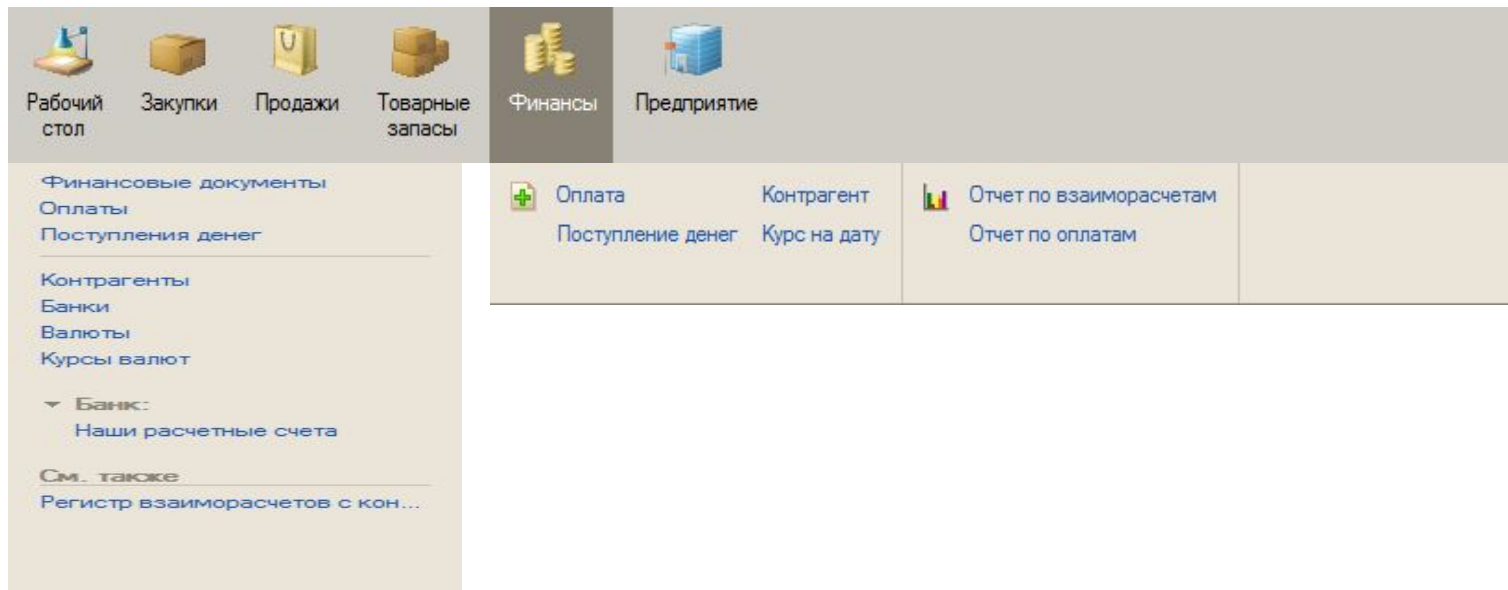 Рабочий стол
Закупки
Продажи
Товарные запасы
Финансы
Предприятие
Финансовые документы
Оплаты
Поступления денег
Контрагенты
Банки
Валюты
Курсы валют
Банк:
Наши расчетные счета
См. также
Регистр взаиморасчетов с кон...
Оплата
Контрагент
Поступление денег
Курс на дату
Отчет по взаиморасчетам
Отчет по оплатам